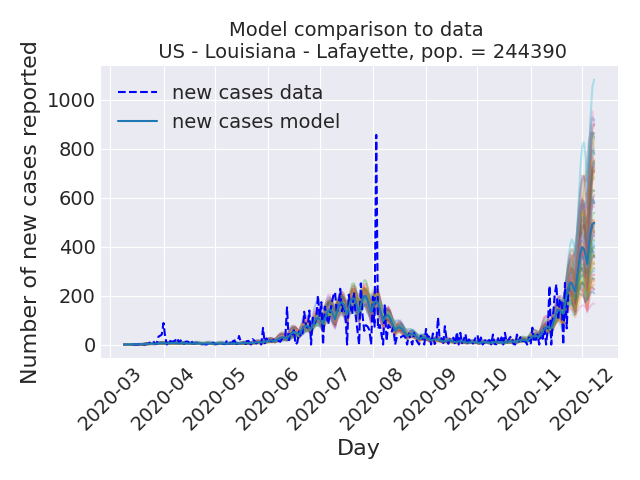 Model comparison to data
US - Louisiana - Lafayette, pop. = 244390
new cases data
new cases model
Number of new cases reported
1000
800
600
400
200
0
2020-03
2020-04
2020-05
2020-06
2020-07
2020-08
2020-09
2020-10
2020-11
2020-12
Day